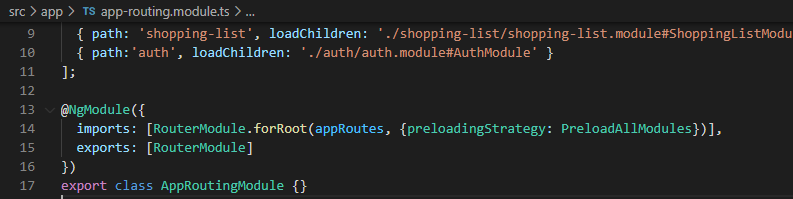 src > app > TS app-routing.module.ts > ...
9 { path: 'shopping-list', loadChildren: './shopping-list/shopping-list.module#ShoppingListModu
10 { path:'auth', loadChildren: './auth/auth.module#AuthModule' }
11 ];
12
13 @NgModule({
14 imports: [RouterModule.forRoot(appRoutes, {preloadingStrategy: PreloadAllModules})],
15 exports: [RouterModule]
16 })
17 export class AppRoutingModule {}